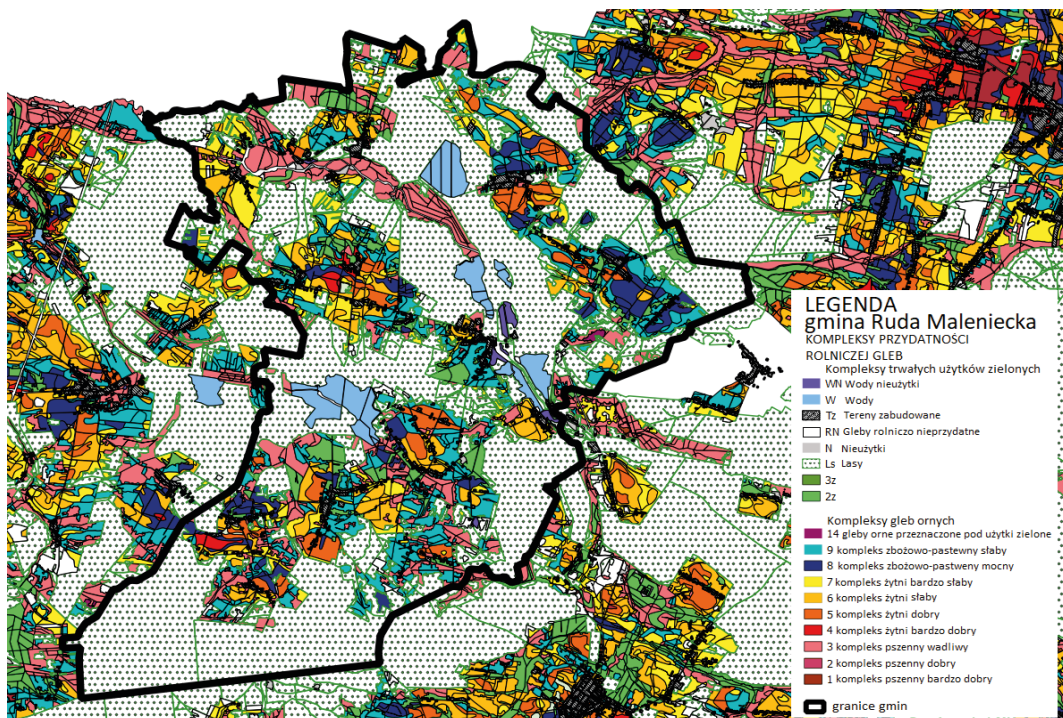 LEGENDA
gmina Ruda Maleniecka
KOMPLEKSY PRZYDATNOŚCI
ROLNICZEJ GLEB
Kompleksy trwałych użytków zielonych
WN Wody nieużytki
W Wody
Tz Tereny zabudowane
RN Gleby rolniczo nieprzydatne
N Nieużytki
Ls Lasy
3z
2z
Kompleksy gleb ornych
14 gleby orne przeznaczone pod użytki zielone
9 kompleks zbożowo-pastewny słaby
8 kompleks zbożowo-pastweny mocny
7 kompleks żytni bardzo słaby
6 kompleks żytni słaby
5 kompleks żytni dobry
4 kompleks żytni bardzo dobry
3 kompleks pszenny wadliwy
2 kompleks pszenny dobry
1 kompleks pszenny bardzo dobry
granice gmin